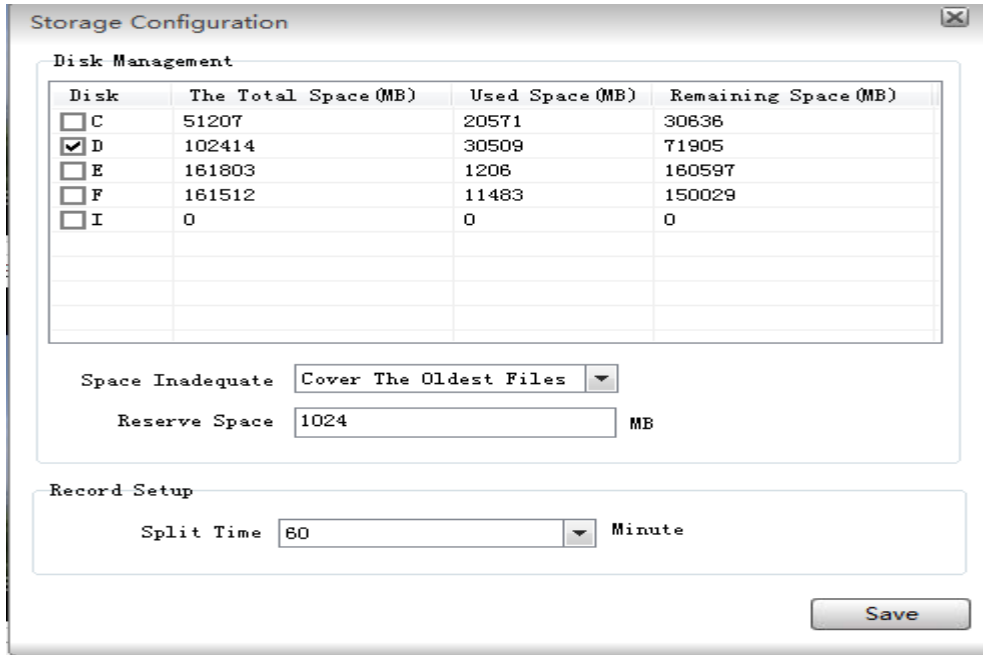 Storage Configuration
Disk Management
Disk The Total Space(MB) Used Space(MB) Remaining Space(MB)
C 51207 20571 30636
D 102414 30509 71905
E 161803 1206 160597
F 161512 11483 150029
I 0 0 0
Space Inadequate Cover The Oldest Files
Reserve Space 1024 MB
Record Setup
Split Time 60 Minute
Save